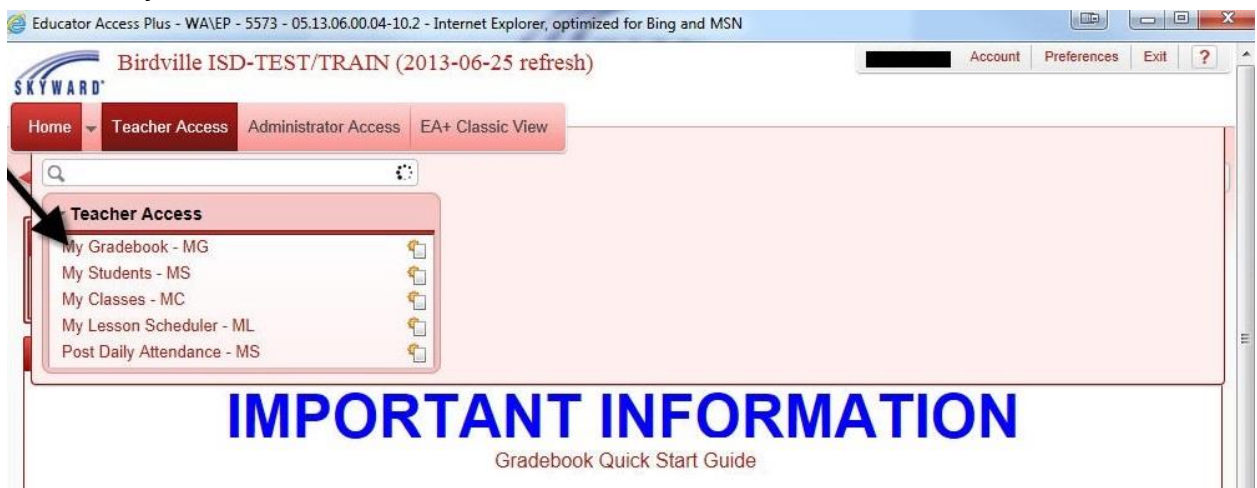 Educator Access Plus - WA\EP - 5573 - 05.13.06.00.04-10.2 - Internet Explorer, optimized for Bing and MSN
SKYWARD Birdville ISD-TEST/TRAIN (2013-06-25 refresh) Account Preferences Exit ?
Home Teacher Access Administrator Access EA+ Classic View
Teacher Access
My Gradebook - MG
My Students - MS
My Classes - MC
My Lesson Scheduler - ML
Post Daily Attendance - MS
IMPORTANT INFORMATION
Gradebook Quick Start Guide